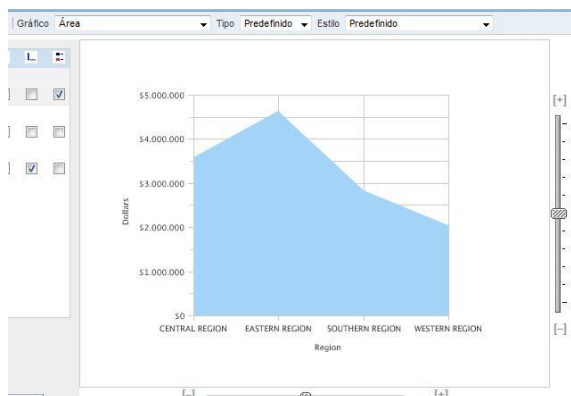 Gráfico Área Tipo Predefinido Estilo Predefinido
L...
[+]
$5.000.000
$4.000.000
$3.000.000
$2.000.000
$1.000.000
$0
Dollars
CENTRAL REGION EASTERN REGION SOUTHERN REGION WESTERN REGION
Region
[−]
[−] [+]